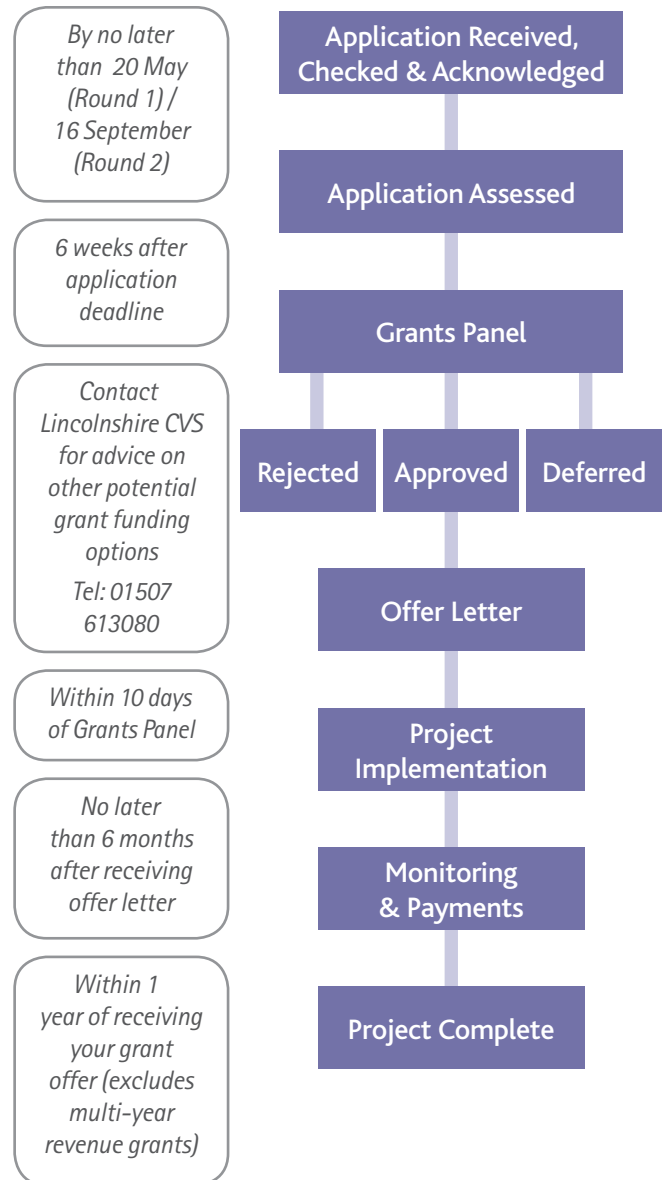 By no later
than 20 May
(Round 1) /
16 September
(Round 2)
6 weeks after
application
deadline
Contact
Lincolnshire CVS
for advice on
other potential
grant funding
options
Tel: 01507
613080
Within 10 days
of Grants Panel
No later
than 6 months
after receiving
offer letter
Within 1
year of receiving
your grant
offer (excludes
multi-year
revenue grants)
Application Received,
Checked & Acknowledged
Application Assessed
Grants Panel
Rejected
Approved
Deferred
Offer Letter
Project
Implementation
Monitoring
& Payments
Project Complete